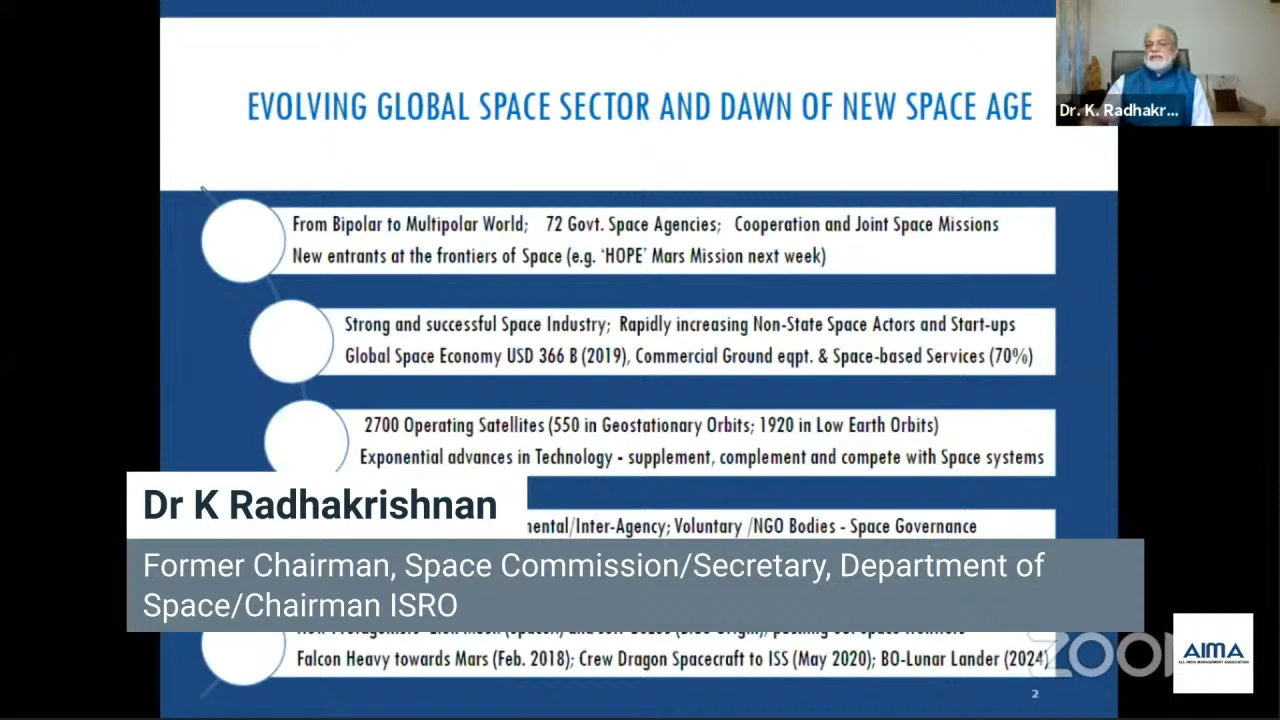 EVOLVING GLOBAL SPACE SECTOR AND DAWN OF NEW SPACE AGE
Dr. K. Radhakr...
From Bipolar to Multipolar World; 72 Govt. Space Agencies; Cooperation and Joint Space Missions
New entrants at the frontiers of Space (e.g. 'HOPE' Mars Mission next week)
Strong and successful Space Industry; Rapidly increasing Non-State Space Actors and Start-ups
Global Space Economy USD 366 B (2019), Commercial Ground eqpt. & Space-based Services (70%)
2700 Operating Satellites (550 in Geostationary Orbits; 1920 in Low Earth Orbits)
Exponential advances in Technology - supplement, complement and compete with Space systems
mental/Inter-Agency; Voluntary /NGO Bodies - Space Governance
Dr K Radhakrishnan
Former Chairman, Space Commission/Secretary, Department of
Space/Chairman ISRO
Falcon Heavy towards Mars (Feb. 2018); Crew Dragon Spacecraft to ISS (May 2020); BO-Lunar Lander (2024)
2
AIMA
ALL INDIA MANAGEMENT ASSOCIATION